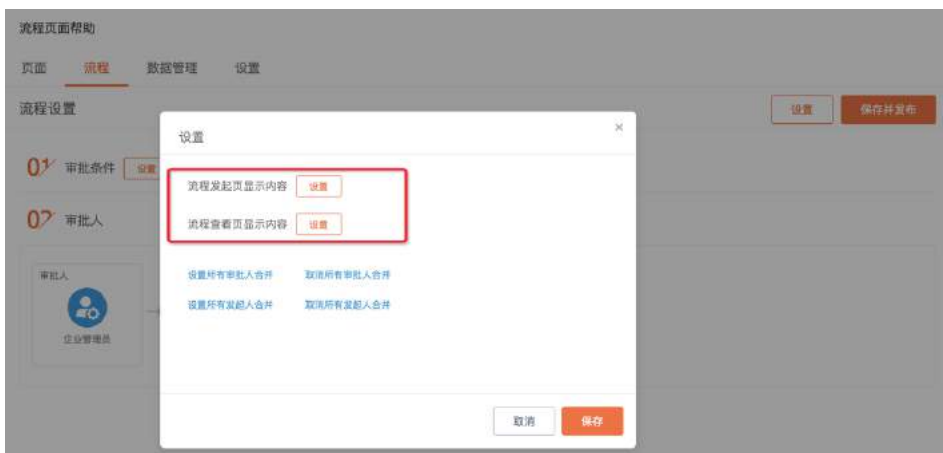 流程页面帮助
页面 流程 数据管理 设置
流程设置 设置 保存并发布
设置 ×
01 审批条件 设置
流程发起页显示内容 设置
02 审批人
流程查看页显示内容 设置
审批人
企业管理员
设置所有审批人合并 取消所有审批人合并
设置所有发起人合并 取消所有发起人合并
取消 保存